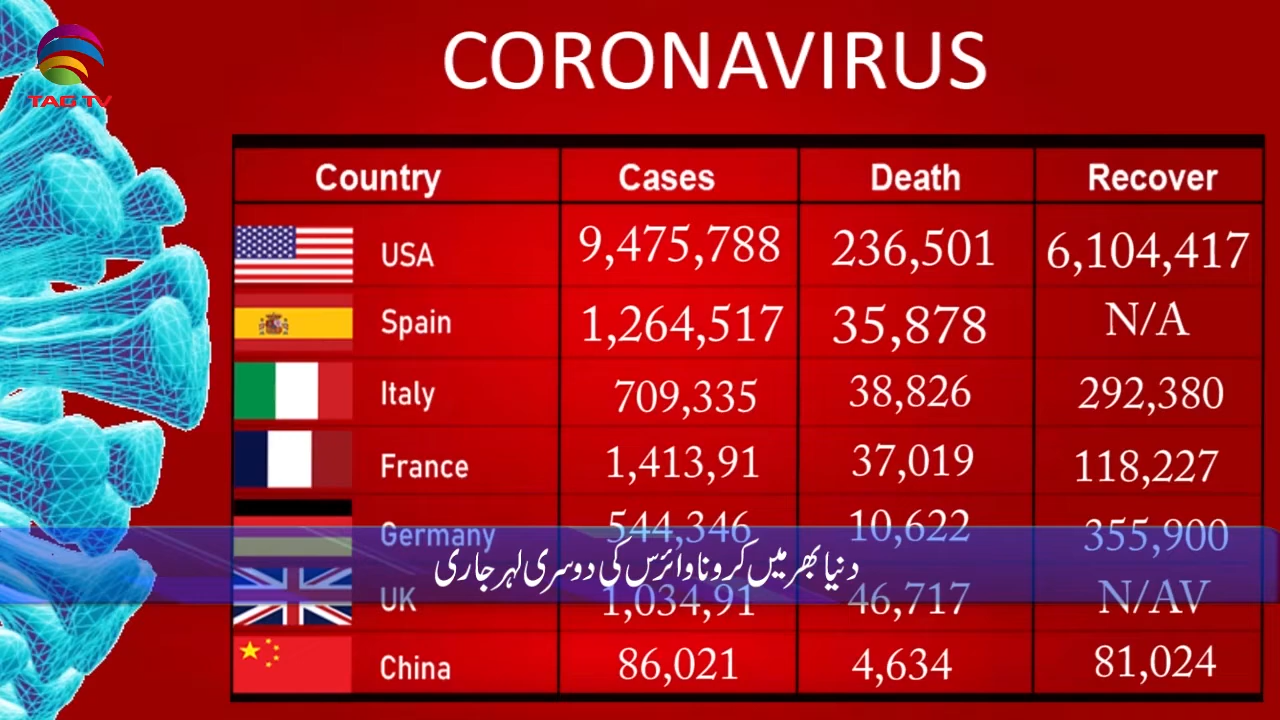 TAG TV
CORONAVIRUS
Country Cases Death Recover
USA 9,475,788 236,501 6,104,417
Spain 1,264,517 35,878 N/A
Italy 709,335 38,826 292,380
France 1,413,91 37,019 118,227
Germany 544,346 10,622 355,900
دنیا بھر میں کرونا وائرس کی دوسری لہر جاری
UK 1,034,91 46,717 N/AV
China 86,021 4,634 81,024